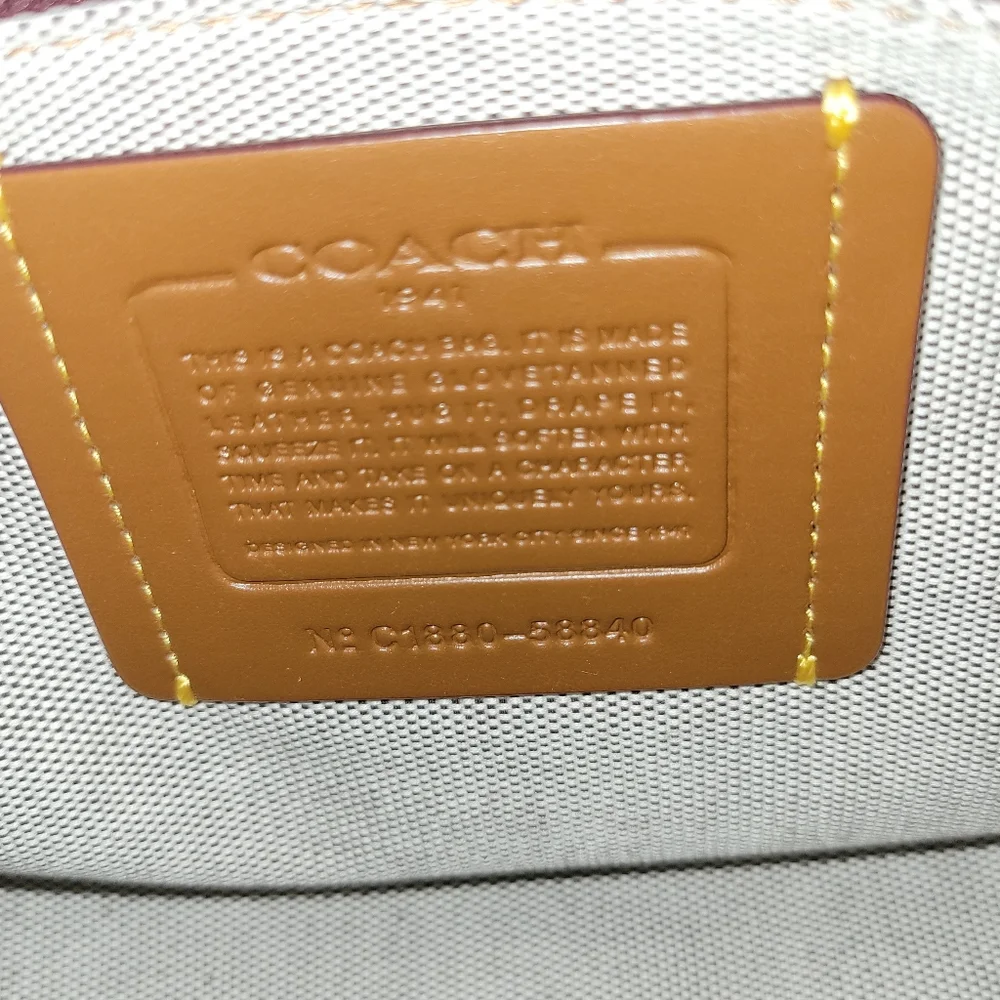 COACH
1941
THIS IS A COACH BAG. IT IS MADE
OF GENUINE GLOVETANNED
LEATHER. HUG IT, DRAPE IT,
SQUEEZE IT. IT WILL SOFTEN WITH
TIME AND TAKE ON A CHARACTER
THAT MAKES IT UNIQUELY YOURS.
DESIGNED IN NEW YORK CITY SINCE 1941
Nº C1880-58840